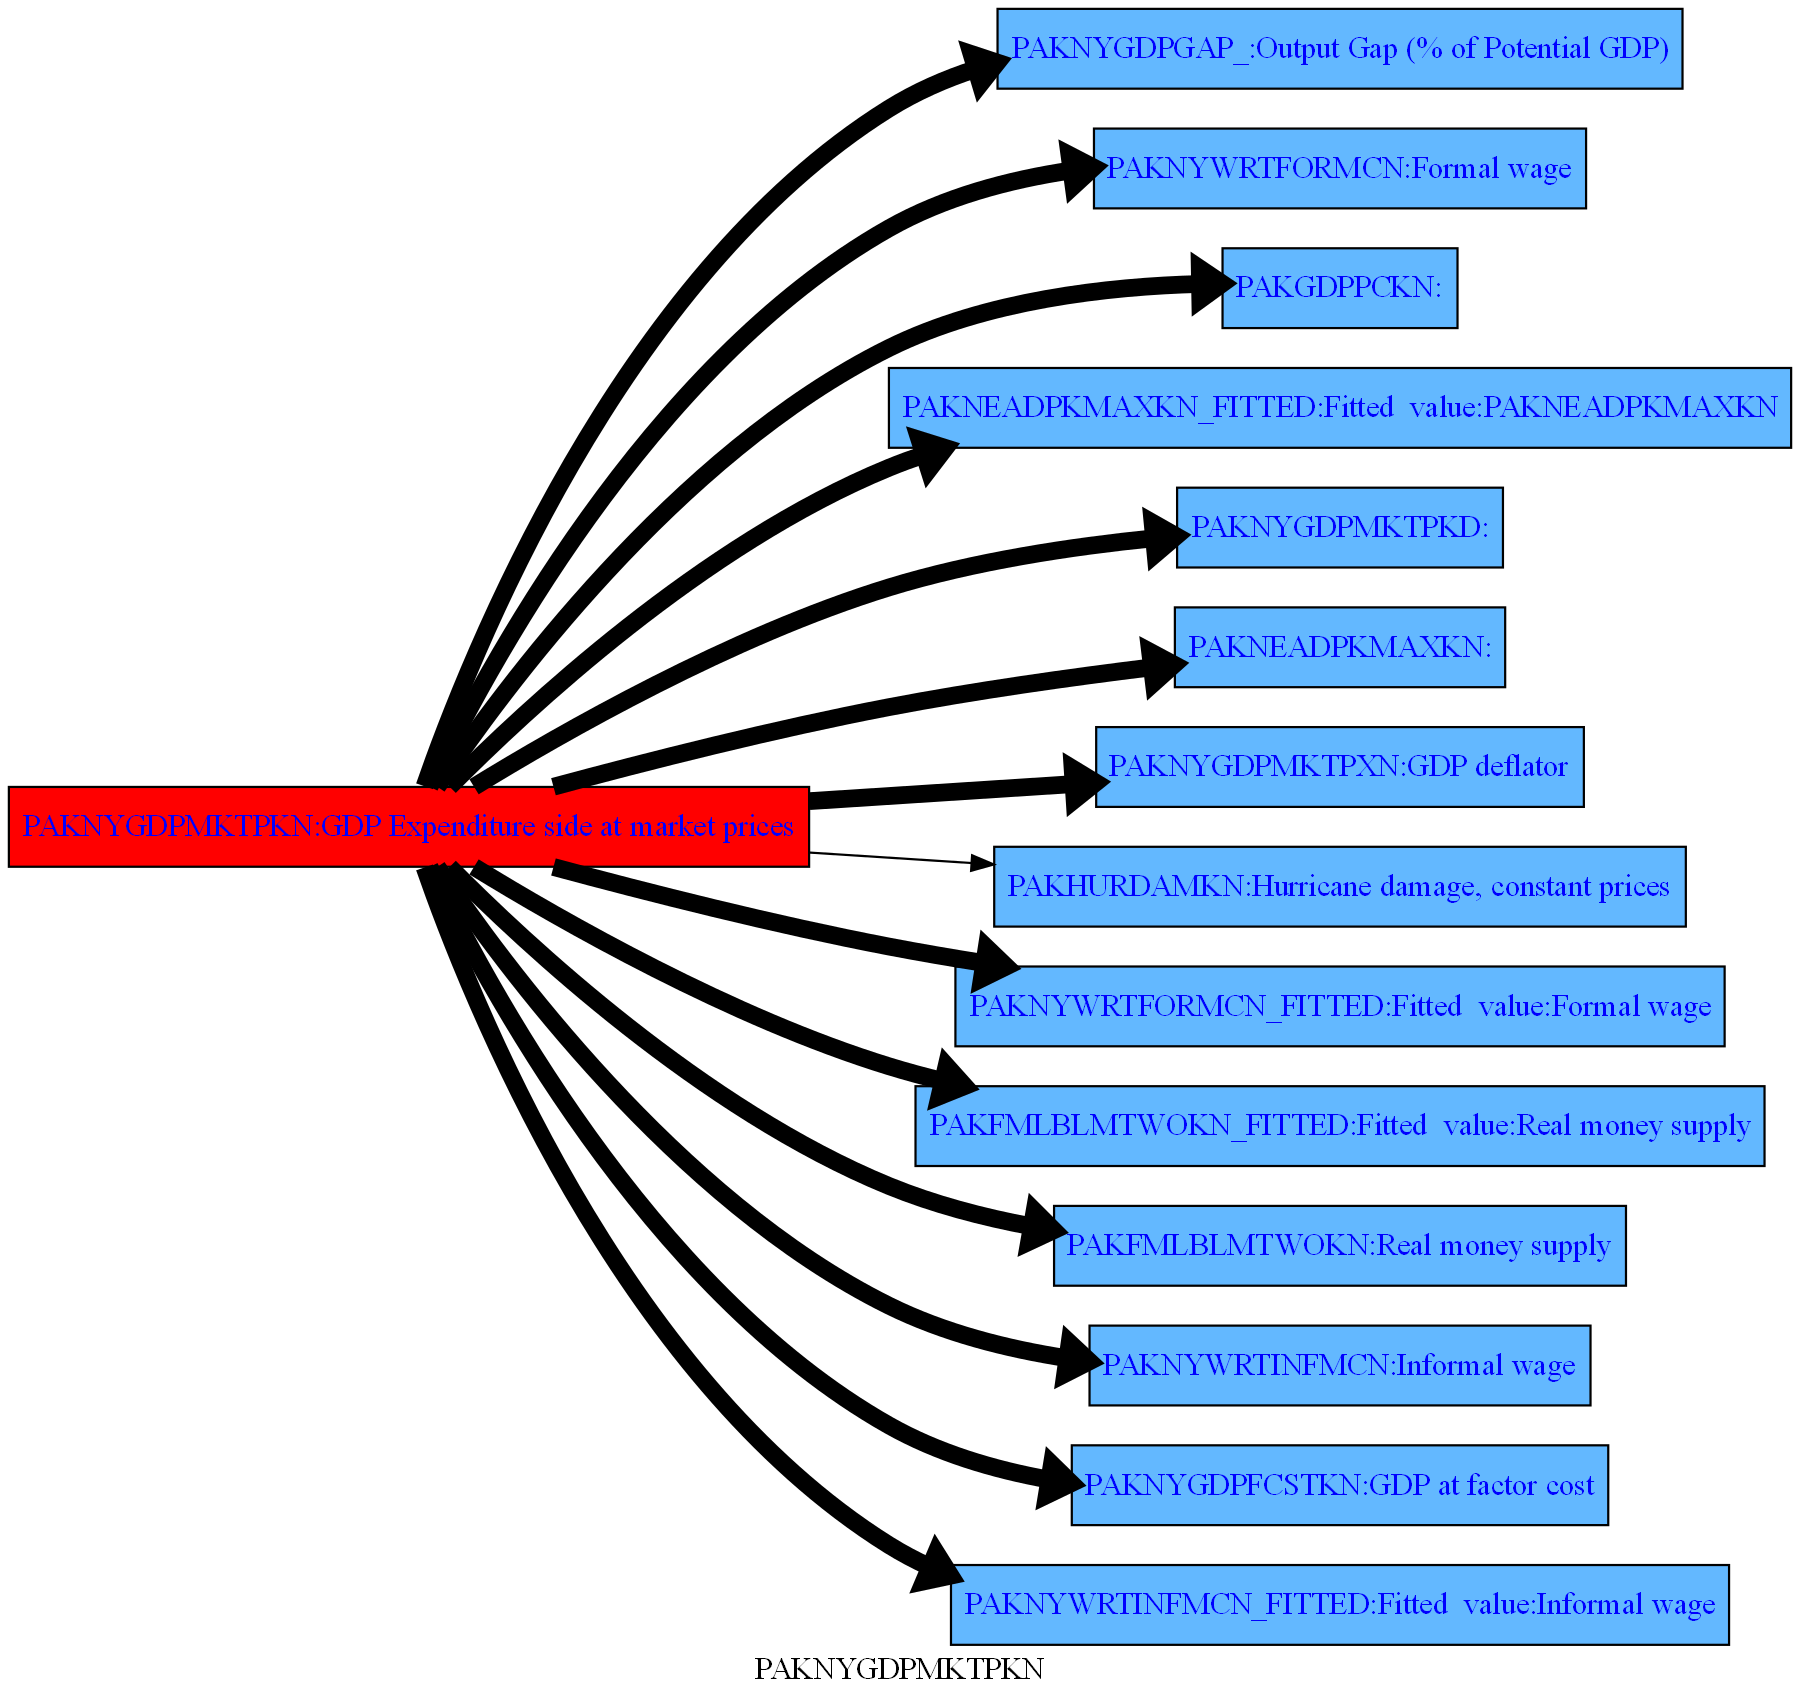 PAKNYGDPGAP_:Output Gap (% of Potential GDP)
PAKNYWRTFORMCN:Formal wage
PAKGDPPCKN:
PAKNEADPKMAXKN_FITTED:Fitted  value:PAKNEADPKMAXKN
PAKNYGDPMKTPKD:
PAKNEADPKMAXKN:
PAKNYGDPMKTPXN:GDP deflator
PAKNYGDPMKTPKN:GDP Expenditure side at market prices
PAKHURDAMKN:Hurricane damage, constant prices
PAKNYWRTFORMCN_FITTED:Fitted  value:Formal wage
PAKFMLBLMTWOKN_FITTED:Fitted  value:Real money supply
PAKFMLBLMTWOKN:Real money supply
PAKNYWRTINFMCN:Informal wage
PAKNYGDPFCSTKN:GDP at factor cost
PAKNYWRTINFMCN_FITTED:Fitted  value:Informal wage
PAKNYGDPMKTPKN